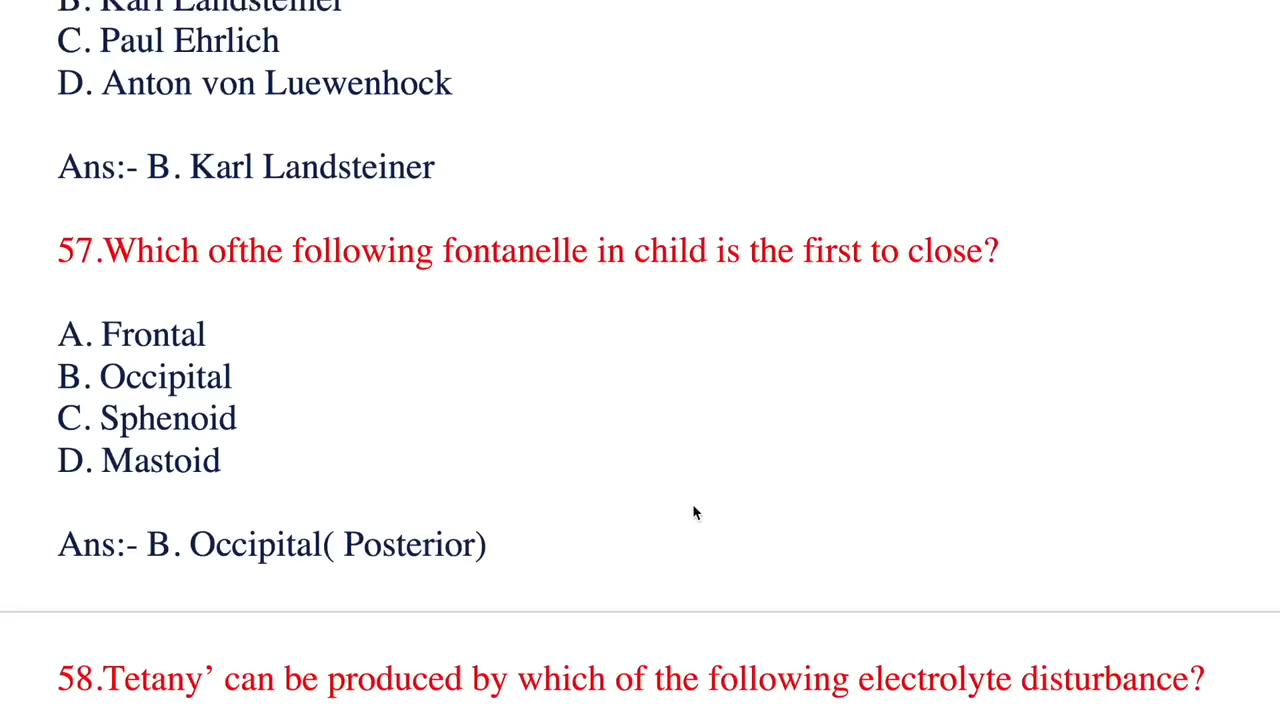 B. Karl Landsteiner
C. Paul Ehrlich
D. Anton von Luewenhock
Ans:- B. Karl Landsteiner
57.Which ofthe following fontanelle in child is the first to close?
A. Frontal
B. Occipital
C. Sphenoid
D. Mastoid
Ans:- B. Occipital( Posterior)
58.Tetany’ can be produced by which of the following electrolyte disturbance?